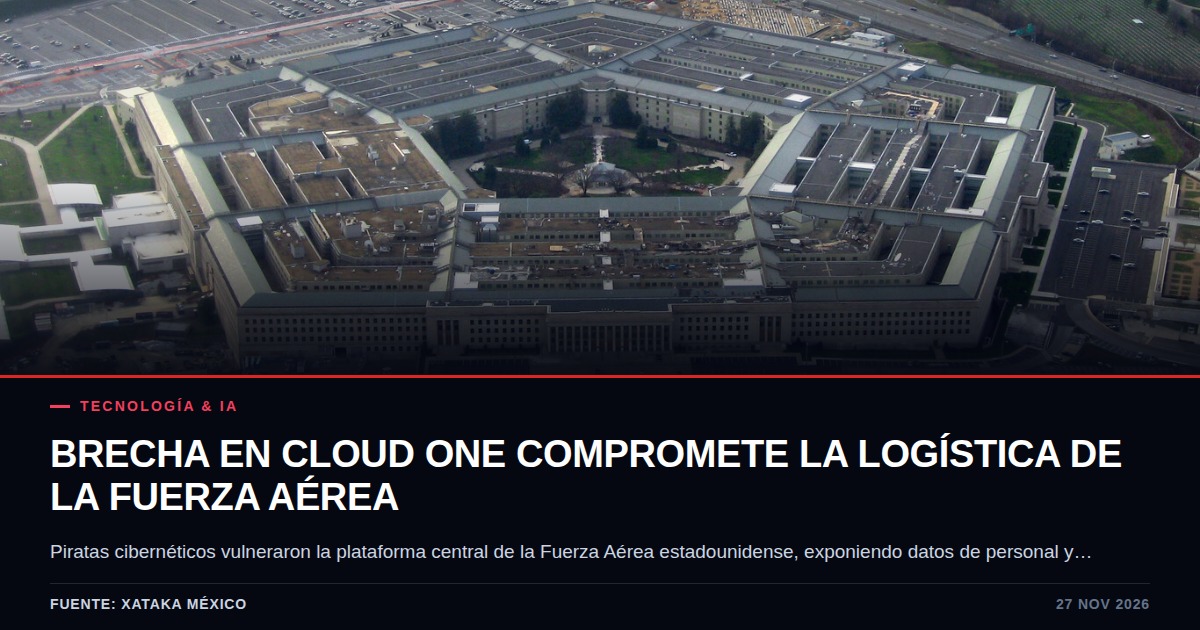 TECNOLOGÍA & IA
BRECHA EN CLOUD ONE COMPROMETE LA LOGÍSTICA DE
LA FUERZA AÉREA
Piratas cibernéticos vulneraron la plataforma central de la Fuerza Aérea estadounidense, exponiendo datos de personal y…
FUENTE: XATAKA MÉXICO
27 NOV 2026